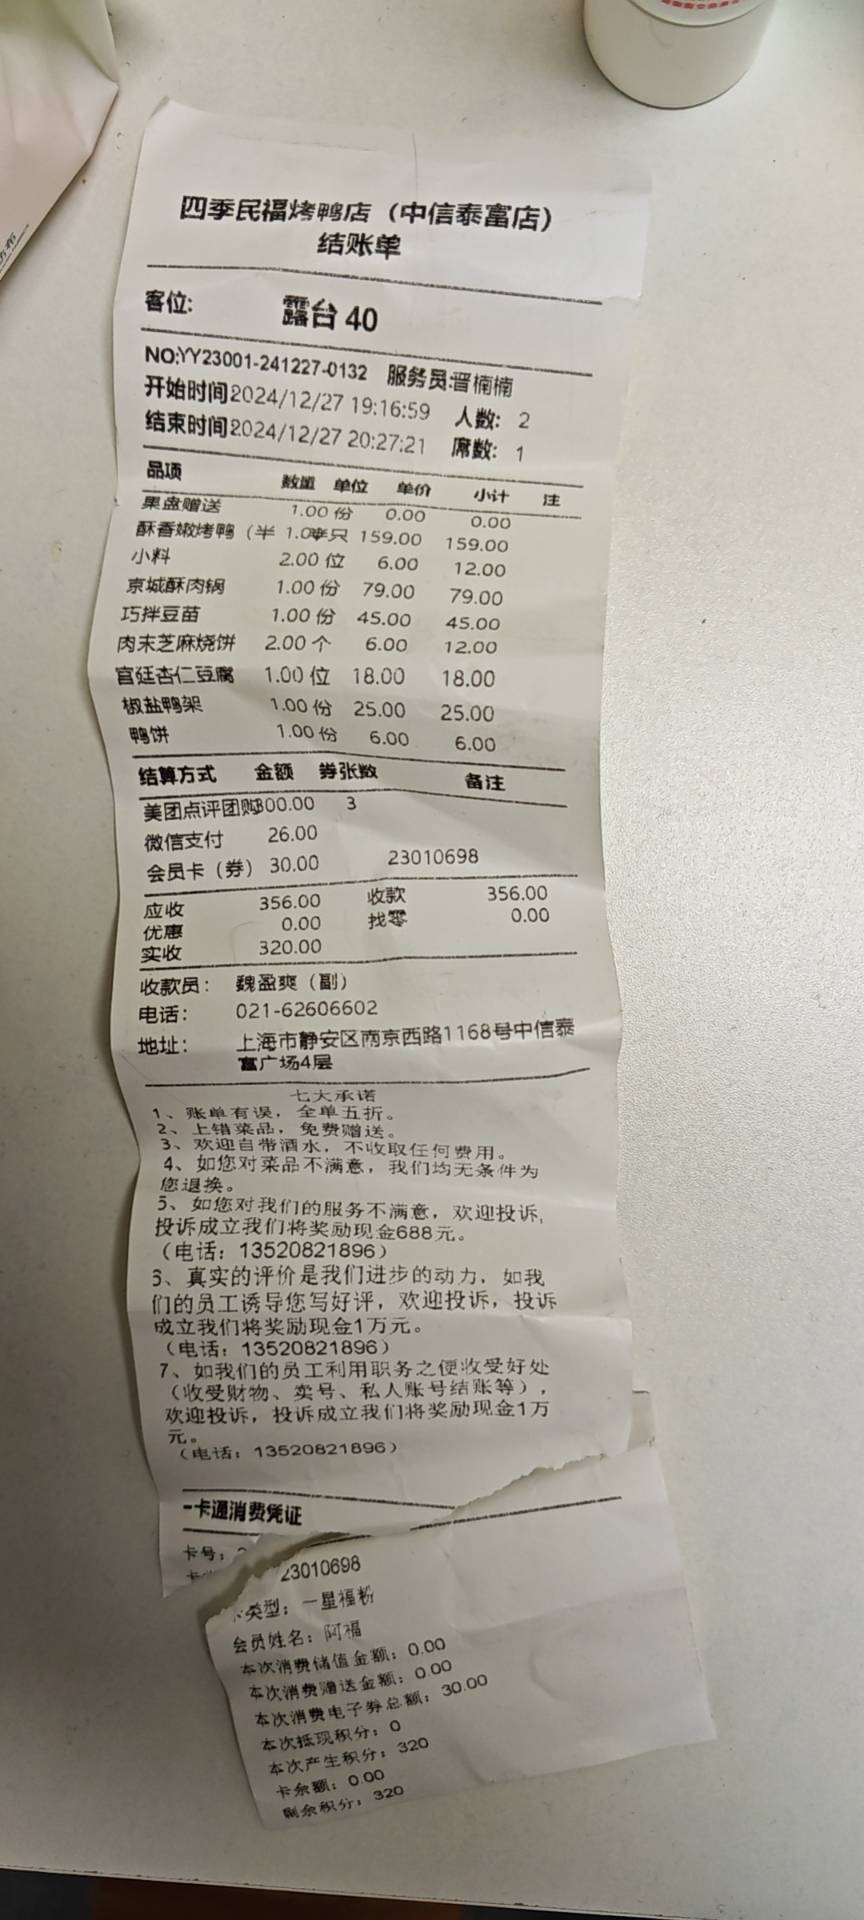 四季民福烤鸭店（中信泰富店）
结账单
客位: 露台 40
NO:YY23001-241227-0132 服务员:晋楠楠
开始时间2024/12/27 19:16:59 人数: 2
结束时间2024/12/27 20:27:21 席数: 1
品项 数量 单位 单价 小计 注
果盘赠送 1.00 份 0.00 0.00
酥香嫩烤鸭（半 1.00 只 159.00 159.00
小料 2.00 位 6.00 12.00
京城酥肉锅 1.00 份 79.00 79.00
巧拌豆苗 1.00 份 45.00 45.00
肉末芝麻烧饼 2.00 个 6.00 12.00
宫廷杏仁豆腐 1.00 位 18.00 18.00
椒盐鸭架 1.00 份 25.00 25.00
鸭饼 1.00 份 6.00 6.00
结算方式 金额 券张数 备注
美团点评团购300.00 3
微信支付 26.00
会员卡（券） 30.00 23010698
应收 356.00 收款 356.00
优惠 0.00 找零 0.00
实收 320.00
收款员: 魏盈爽（副）
电话: 021-62606602
地址: 上海市静安区南京西路1168号中信泰
富广场4层
七大承诺
1、账单有误，全单五折。
2、上错菜品，免费赠送。
3、欢迎自带酒水，不收取任何费用。
4、如您对菜品不满意，我们均无条件为
您退换。
5、如您对我们的服务不满意，欢迎投诉,
投诉成立我们将奖励现金688元。
（电话: 13520821896）
6、真实的评价是我们进步的动力，如我
们的员工诱导您写好评，欢迎投诉，投诉
成立我们将奖励现金1万元。
（电话: 13520821896）
7、如我们的员工利用职务之便收受好处
（收受财物、卖号、私人账号结账等），
欢迎投诉，投诉成立我们将奖励现金1万
元。
（电话: 13520821896）
一卡通消费凭证
卡号:
23010698
卡类型: 一星福粉
会员姓名: 阿福
本次消费储值金额: 0.00
本次消费赠送金额: 0.00
本次消费电子券总额: 30.00
本次抵现积分: 0
本次产生积分: 320
卡余额: 0.00
剩余积分: 320